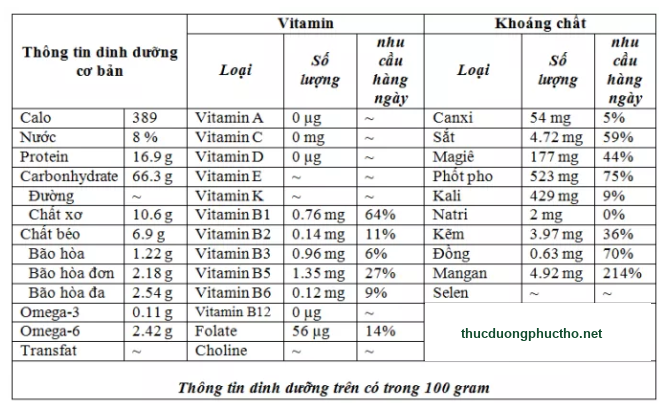 Thông tin dinh dưỡng cơ bản | Vitamin | Khoáng chất
Loại | Số lượng | nhu cầu hàng ngày | Loại | Số lượng | nhu cầu hàng ngày
Calo | 389 | Vitamin A | 0 µg | ~ | Canxi | 54 mg | 5%
Nước | 8 % | Vitamin C | 0 mg | ~ | Sắt | 4.72 mg | 59%
Protein | 16.9 g | Vitamin D | 0 µg | ~ | Magiê | 177 mg | 44%
Carbonhydrate | 66.3 g | Vitamin E | ~ | ~ | Phốt pho | 523 mg | 75%
Đường | ~ | Vitamin K | ~ | ~ | Kali | 429 mg | 9%
Chất xơ | 10.6 g | Vitamin B1 | 0.76 mg | 64% | Natri | 2 mg | 0%
Chất béo | 6.9 g | Vitamin B2 | 0.14 mg | 11% | Kẽm | 3.97 mg | 36%
Bão hòa | 1.22 g | Vitamin B3 | 0.96 mg | 6% | Đồng | 0.63 mg | 70%
Bão hòa đơn | 2.18 g | Vitamin B5 | 1.35 mg | 27% | Mangan | 4.92 mg | 214%
Bão hòa đa | 2.54 g | Vitamin B6 | 0.12 mg | 9% | Selen | ~ | ~
Omega-3 | 0.11 g | Vitamin B12 | 0 µg | ~
Omega-6 | 2.42 g | Folate | 56 µg | 14%
Transfat | ~ | Choline | ~ | ~
thucduongphuctho.net
Thông tin dinh dưỡng trên có trong 100 gram